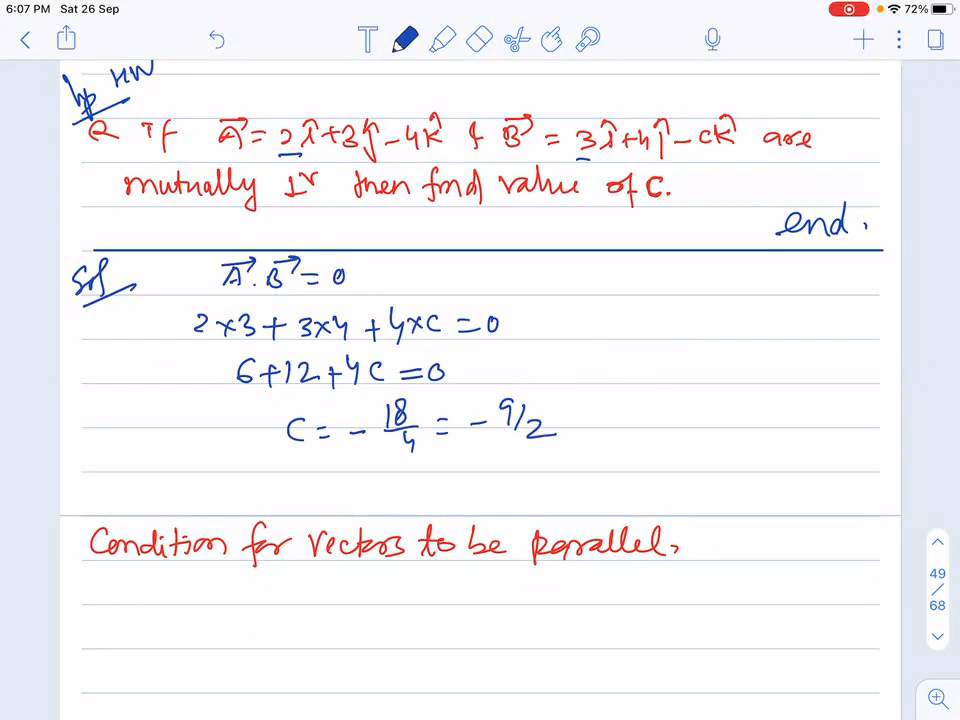 6:07 PM Sat 26 Sep
72%
Imp HW
Q If A⃗ = 2î+3ĵ-4k̂ & B⃗ = 3î+4ĵ-ck̂ are
mutually ⊥r then find value of C.
end.
Sol
A⃗.B⃗=0
2×3+3×4+4×C=0
6+12+4C=0
C=-18/4=-9/2
Condition for vectors to be parallel.
49
/
68